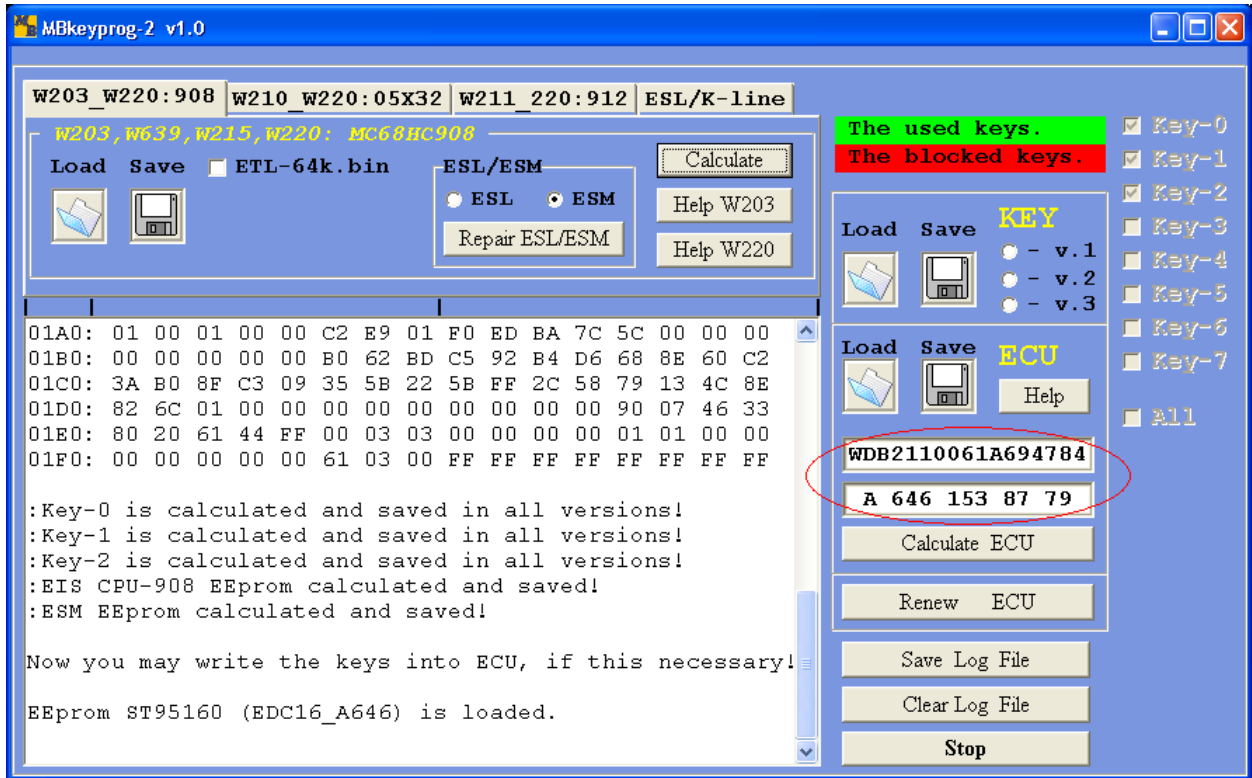 MBkeyprog-2 v1.0
W203_W220:908 W210_W220:05X32 W211_220:912 ESL/K-line
W203,W639,W215,W220: MC68HC908
Load Save ETL-64k.bin
ESL/ESM
ESL ESM
Repair ESL/ESM
Calculate
Help W203
Help W220
01A0: 01 00 01 00 00 C2 E9 01 F0 ED BA 7C 5C 00 00 00
01B0: 00 00 00 00 00 B0 62 BD C5 92 B4 D6 68 8E 60 C2
01C0: 3A B0 8F C3 09 35 5B 22 5B FF 2C 58 79 13 4C 8E
01D0: 82 6C 01 00 00 00 00 00 00 00 00 00 90 07 46 33
01E0: 80 20 61 44 FF 00 03 03 00 00 00 00 01 01 00 00
01F0: 00 00 00 00 00 61 03 00 FF FF FF FF FF FF FF FF
:Key-0 is calculated and saved in all versions!
:Key-1 is calculated and saved in all versions!
:Key-2 is calculated and saved in all versions!
:EIS CPU-908 EEprom calculated and saved!
:ESM EEprom calculated and saved!
Now you may write the keys into ECU, if this necessary!
EEprom ST95160 (EDC16_A646) is loaded.
The used keys.
The blocked keys.
Load Save KEY
- v.1
- v.2
- v.3
Load Save ECU
Help
WDB2110061A694784
A 646 153 87 79
Calculate ECU
Renew ECU
Save Log File
Clear Log File
Stop
Key-0
Key-1
Key-2
Key-3
Key-4
Key-5
Key-6
Key-7
All